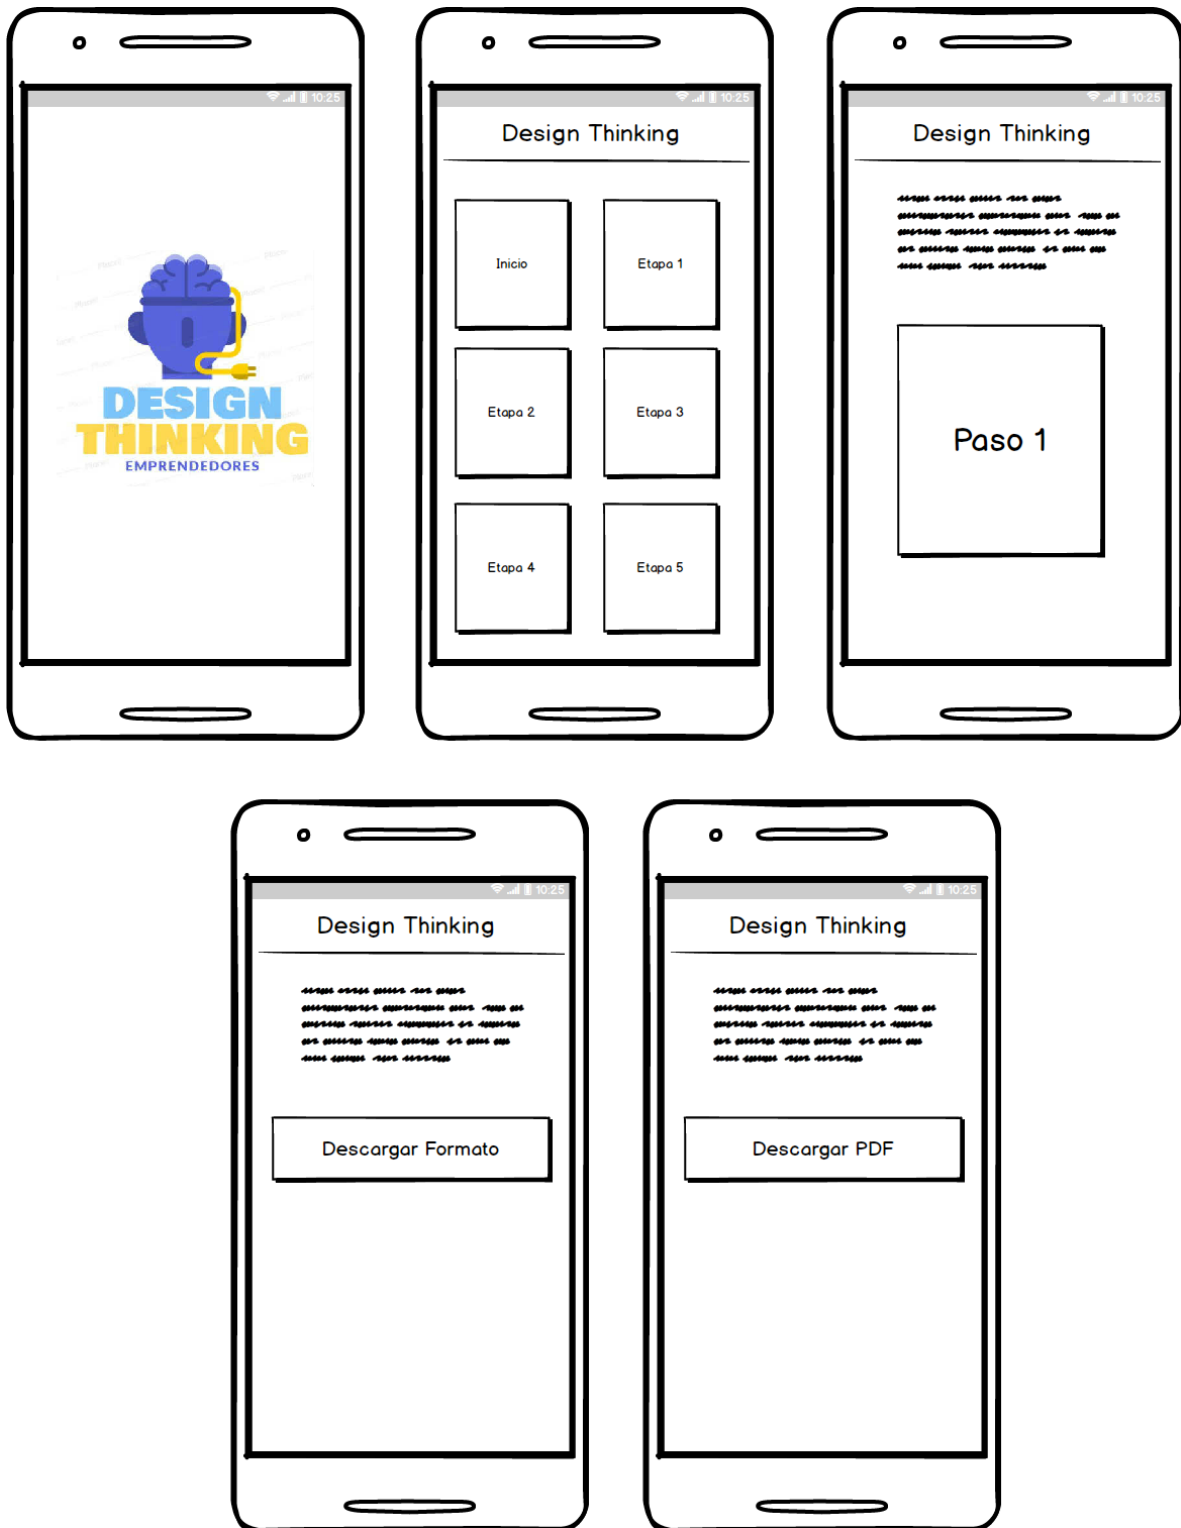 10:25
DESIGN
THINKING
EMPRENDEDORES
10:25
Design Thinking
Inicio
Etapa 1
Etapa 2
Etapa 3
Etapa 4
Etapa 5
10:25
Design Thinking
Paso 1
10:25
Design Thinking
Descargar Formato
10:25
Design Thinking
Descargar PDF